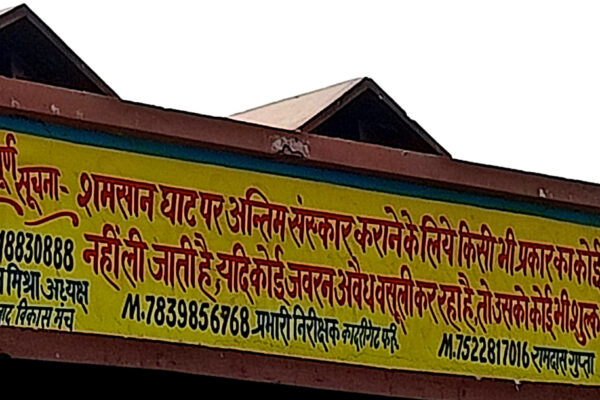 र्ण सूचना- शमसान घाट पर अन्तिम संस्कार कराने के लिये किसी भी प्रकार का कोई
नहीं ली जाती है, यदि कोई जबरन अवैध वसूली कर रहा है, तो उसको कोई भी शुल्क
18830888
मिश्रा अध्यक्ष
विकास मंच
M.7839856768 प्रभारी निरीक्षक कादरीगेट
M.7522817016 रामदास गुप्ता